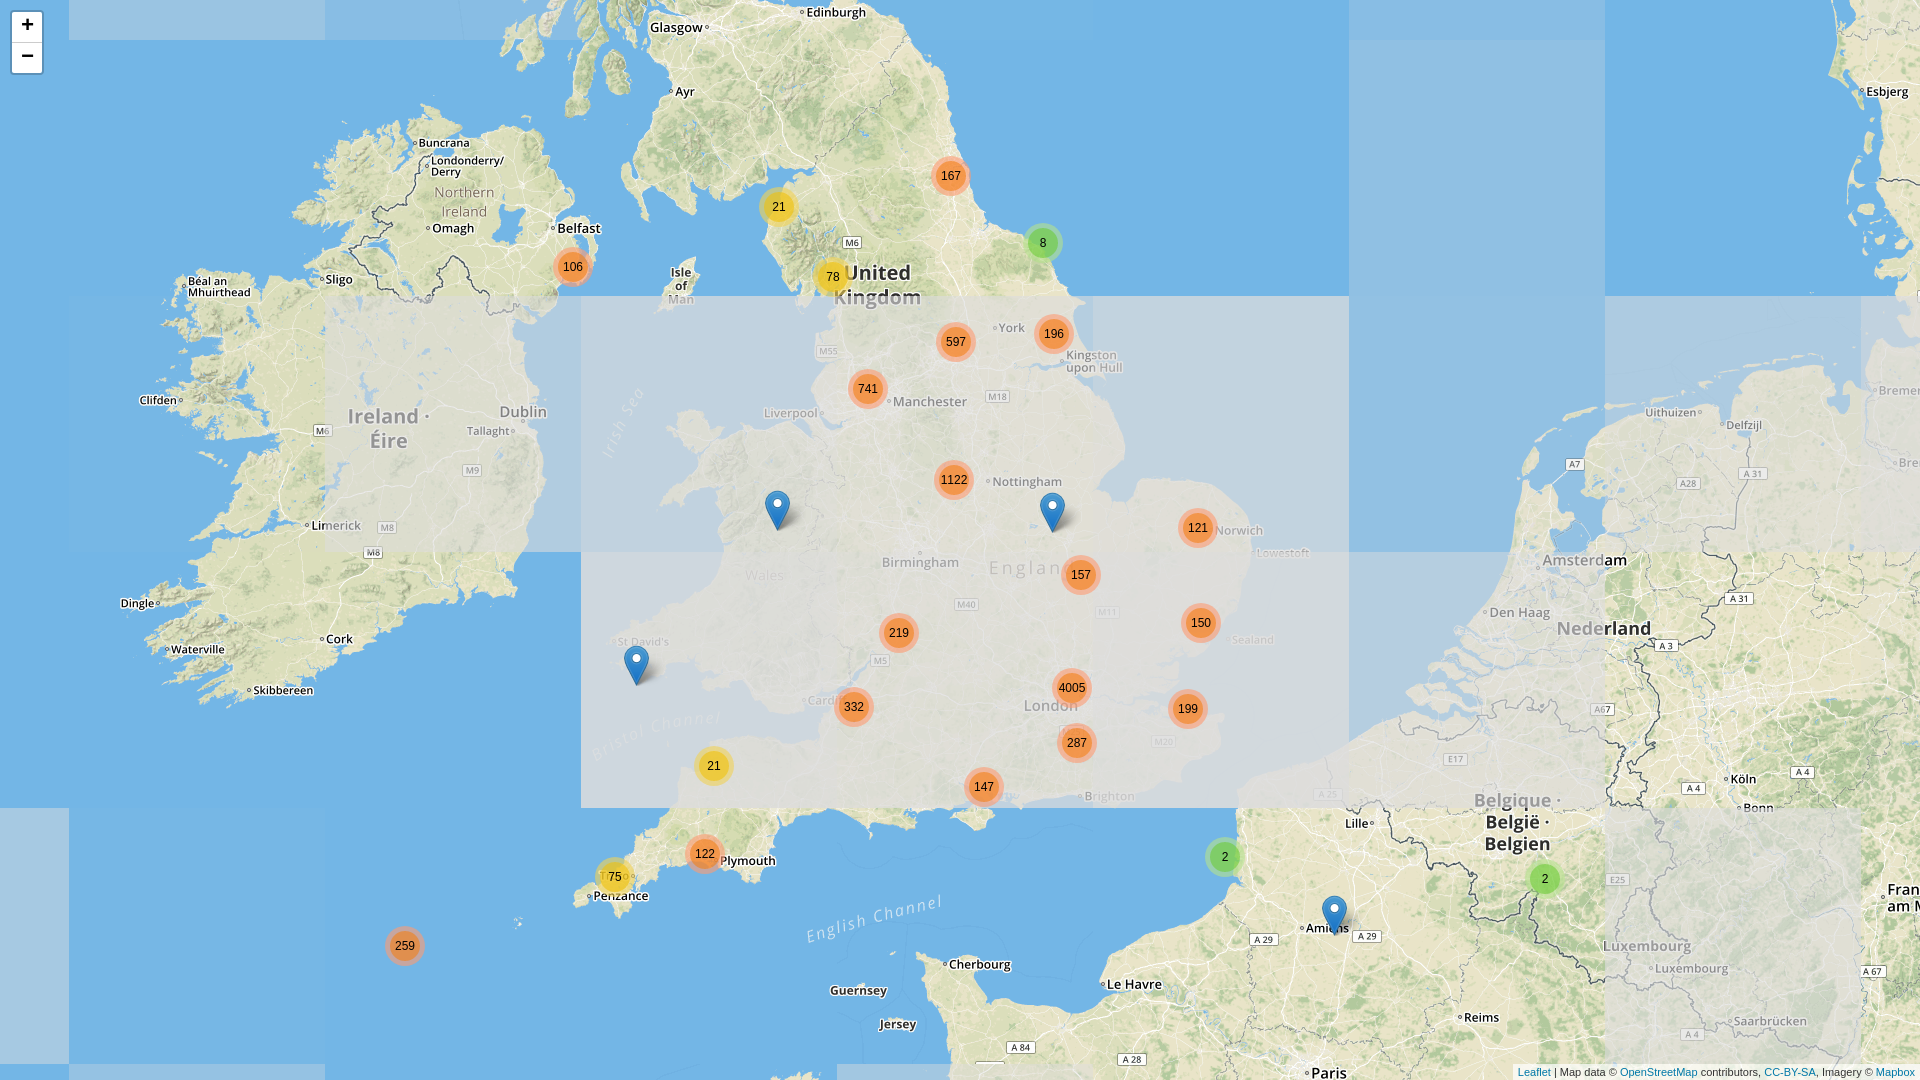 +
−
Edinburgh
Glasgow
Ayr
Esbjerg
Buncrana
Londonderry/
Derry
Northern
Ireland
Omagh
Belfast
106
Sligo
Béal an
Mhuirthead
167
21
8
M6
78
United
Kingdom
Isle
of
Man
York
196
597
Kingston
upon Hull
M55
741
Manchester
M18
Liverpool
Irish Sea
Clifden
Ireland ·
Éire
Dublin
Tallaght
M6
M9
Limerick
M8
M8
1122
Nottingham
121
Norwich
Lowestoft
Birmingham
England
157
Wales
M40
M11
219
150
Sealand
St David's
M5
Dingle
Cork
Waterville
Skibbereen
332
4005
London
199
287
M20
Bristol Channel
21
147
Brighton
122
Plymouth
75
Penzance
259
English Channel
Guernsey
Jersey
Cherbourg
Le Havre
2
2
Amiens
A 29
A 29
A 84
A 28
Reims
Paris
Lille
A 25
E17
Belgique ·
België ·
Belgien
E25
Luxembourg
Luxembourg
Saarbrücken
A 4
A 67
Köln
A 4
A 4
Bonn
A67
Nederland
A 3
A 31
Den Haag
Amsterdam
A7
A28
A 31
Uithuizen
Delfzijl
Leaflet | Map data © OpenStreetMap contributors, CC-BY-SA, Imagery © Mapbox